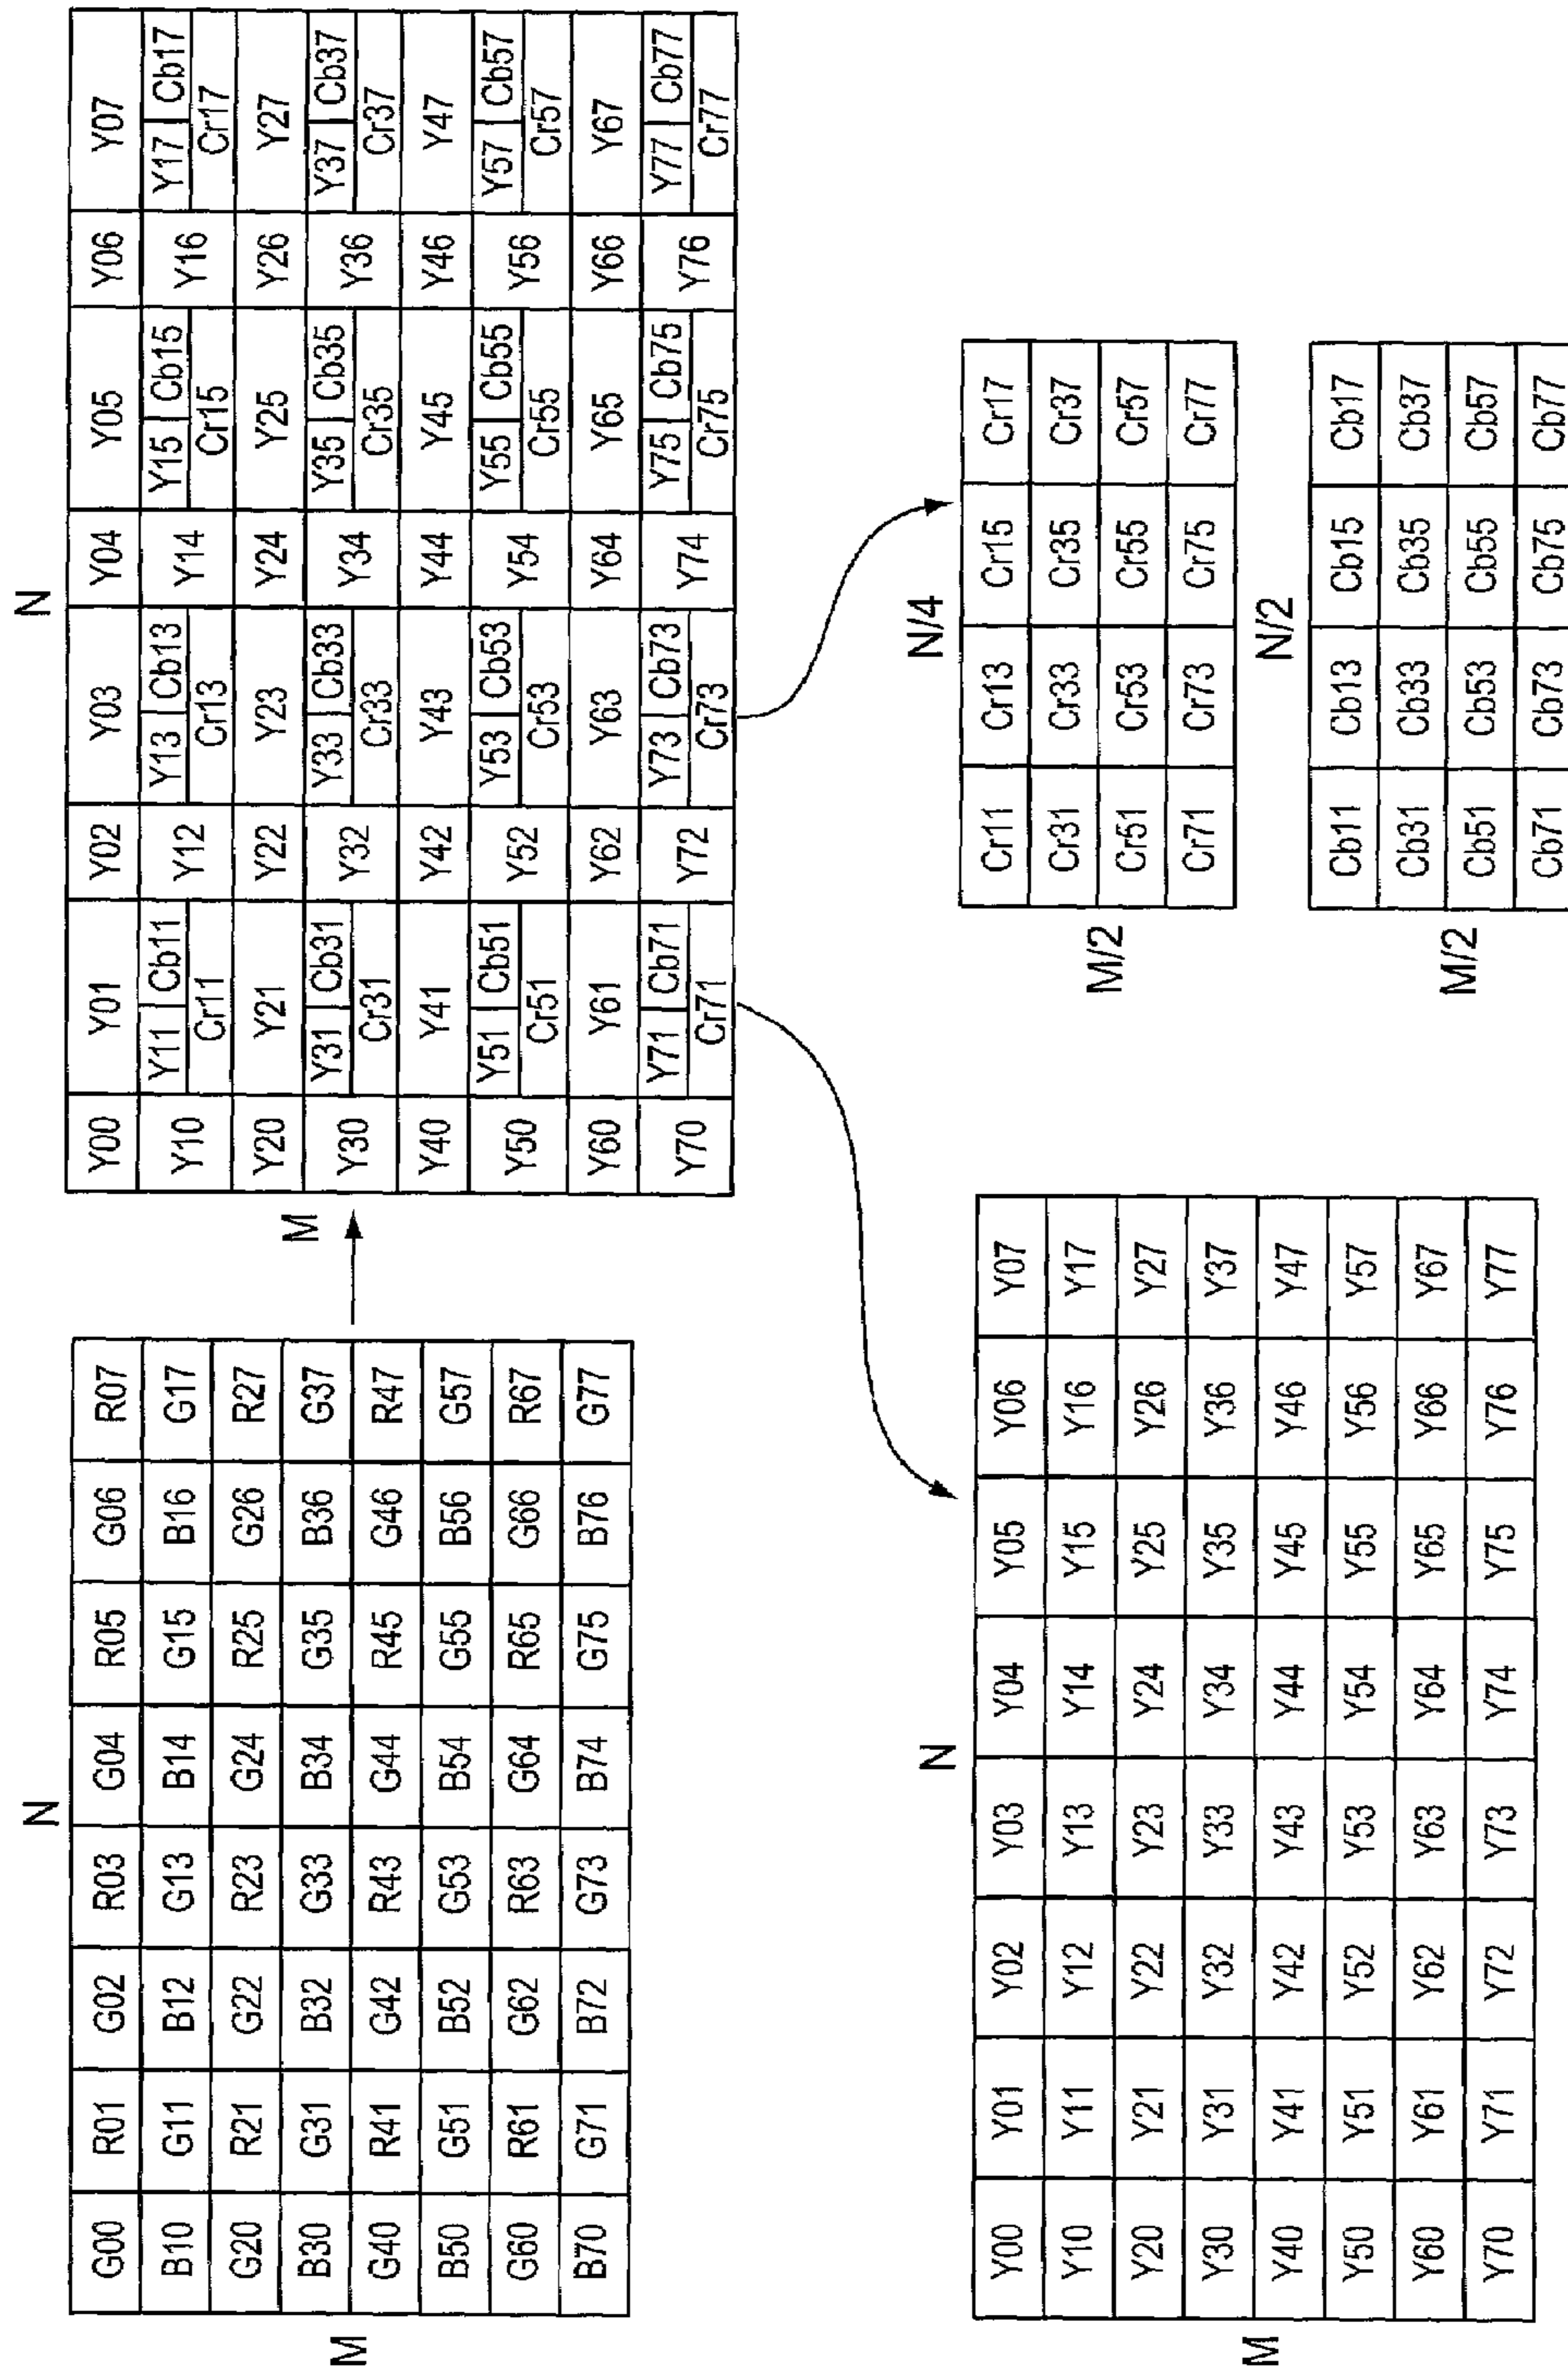 N
M
G00 R01 G02 R03 G04 R05 G06 R07
B10 G11 B12 G13 B14 G15 B16 G17
G20 R21 G22 R23 G24 R25 G26 R27
B30 G31 B32 G33 B34 G35 B36 G37
G40 R41 G42 R43 G44 R45 G46 R47
B50 G51 B52 G53 B54 G55 B56 G57
G60 R61 G62 R63 G64 R65 G66 R67
B70 G71 B72 G73 B74 G75 B76 G77
N
M
Y00 Y01 Y02 Y03 Y04 Y05 Y06 Y07
Y10 Y11 Cb11 Y12 Y13 Cb13 Y14 Y15 Cb15 Y16 Y17 Cb17
Cr11 Cr13 Cr15 Cr17
Y20 Y21 Y22 Y23 Y24 Y25 Y26 Y27
Y30 Y31 Cb31 Y32 Y33 Cb33 Y34 Y35 Cb35 Y36 Y37 Cb37
Cr31 Cr33 Cr35 Cr37
Y40 Y41 Y42 Y43 Y44 Y45 Y46 Y47
Y50 Y51 Cb51 Y52 Y53 Cb53 Y54 Y55 Cb55 Y56 Y57 Cb57
Cr51 Cr53 Cr55 Cr57
Y60 Y61 Y62 Y63 Y64 Y65 Y66 Y67
Y70 Y71 Cb71 Y72 Y73 Cb73 Y74 Y75 Cb75 Y76 Y77 Cb77
Cr71 Cr73 Cr75 Cr77
N
M
Y00 Y01 Y02 Y03 Y04 Y05 Y06 Y07
Y10 Y11 Y12 Y13 Y14 Y15 Y16 Y17
Y20 Y21 Y22 Y23 Y24 Y25 Y26 Y27
Y30 Y31 Y32 Y33 Y34 Y35 Y36 Y37
Y40 Y41 Y42 Y43 Y44 Y45 Y46 Y47
Y50 Y51 Y52 Y53 Y54 Y55 Y56 Y57
Y60 Y61 Y62 Y63 Y64 Y65 Y66 Y67
Y70 Y71 Y72 Y73 Y74 Y75 Y76 Y77
N/4
M/2
Cr11 Cr13 Cr15 Cr17
Cr31 Cr33 Cr35 Cr37
Cr51 Cr53 Cr55 Cr57
Cr71 Cr73 Cr75 Cr77
N/2
M/2
Cb11 Cb13 Cb15 Cb17
Cb31 Cb33 Cb35 Cb37
Cb51 Cb53 Cb55 Cb57
Cb71 Cb73 Cb75 Cb77